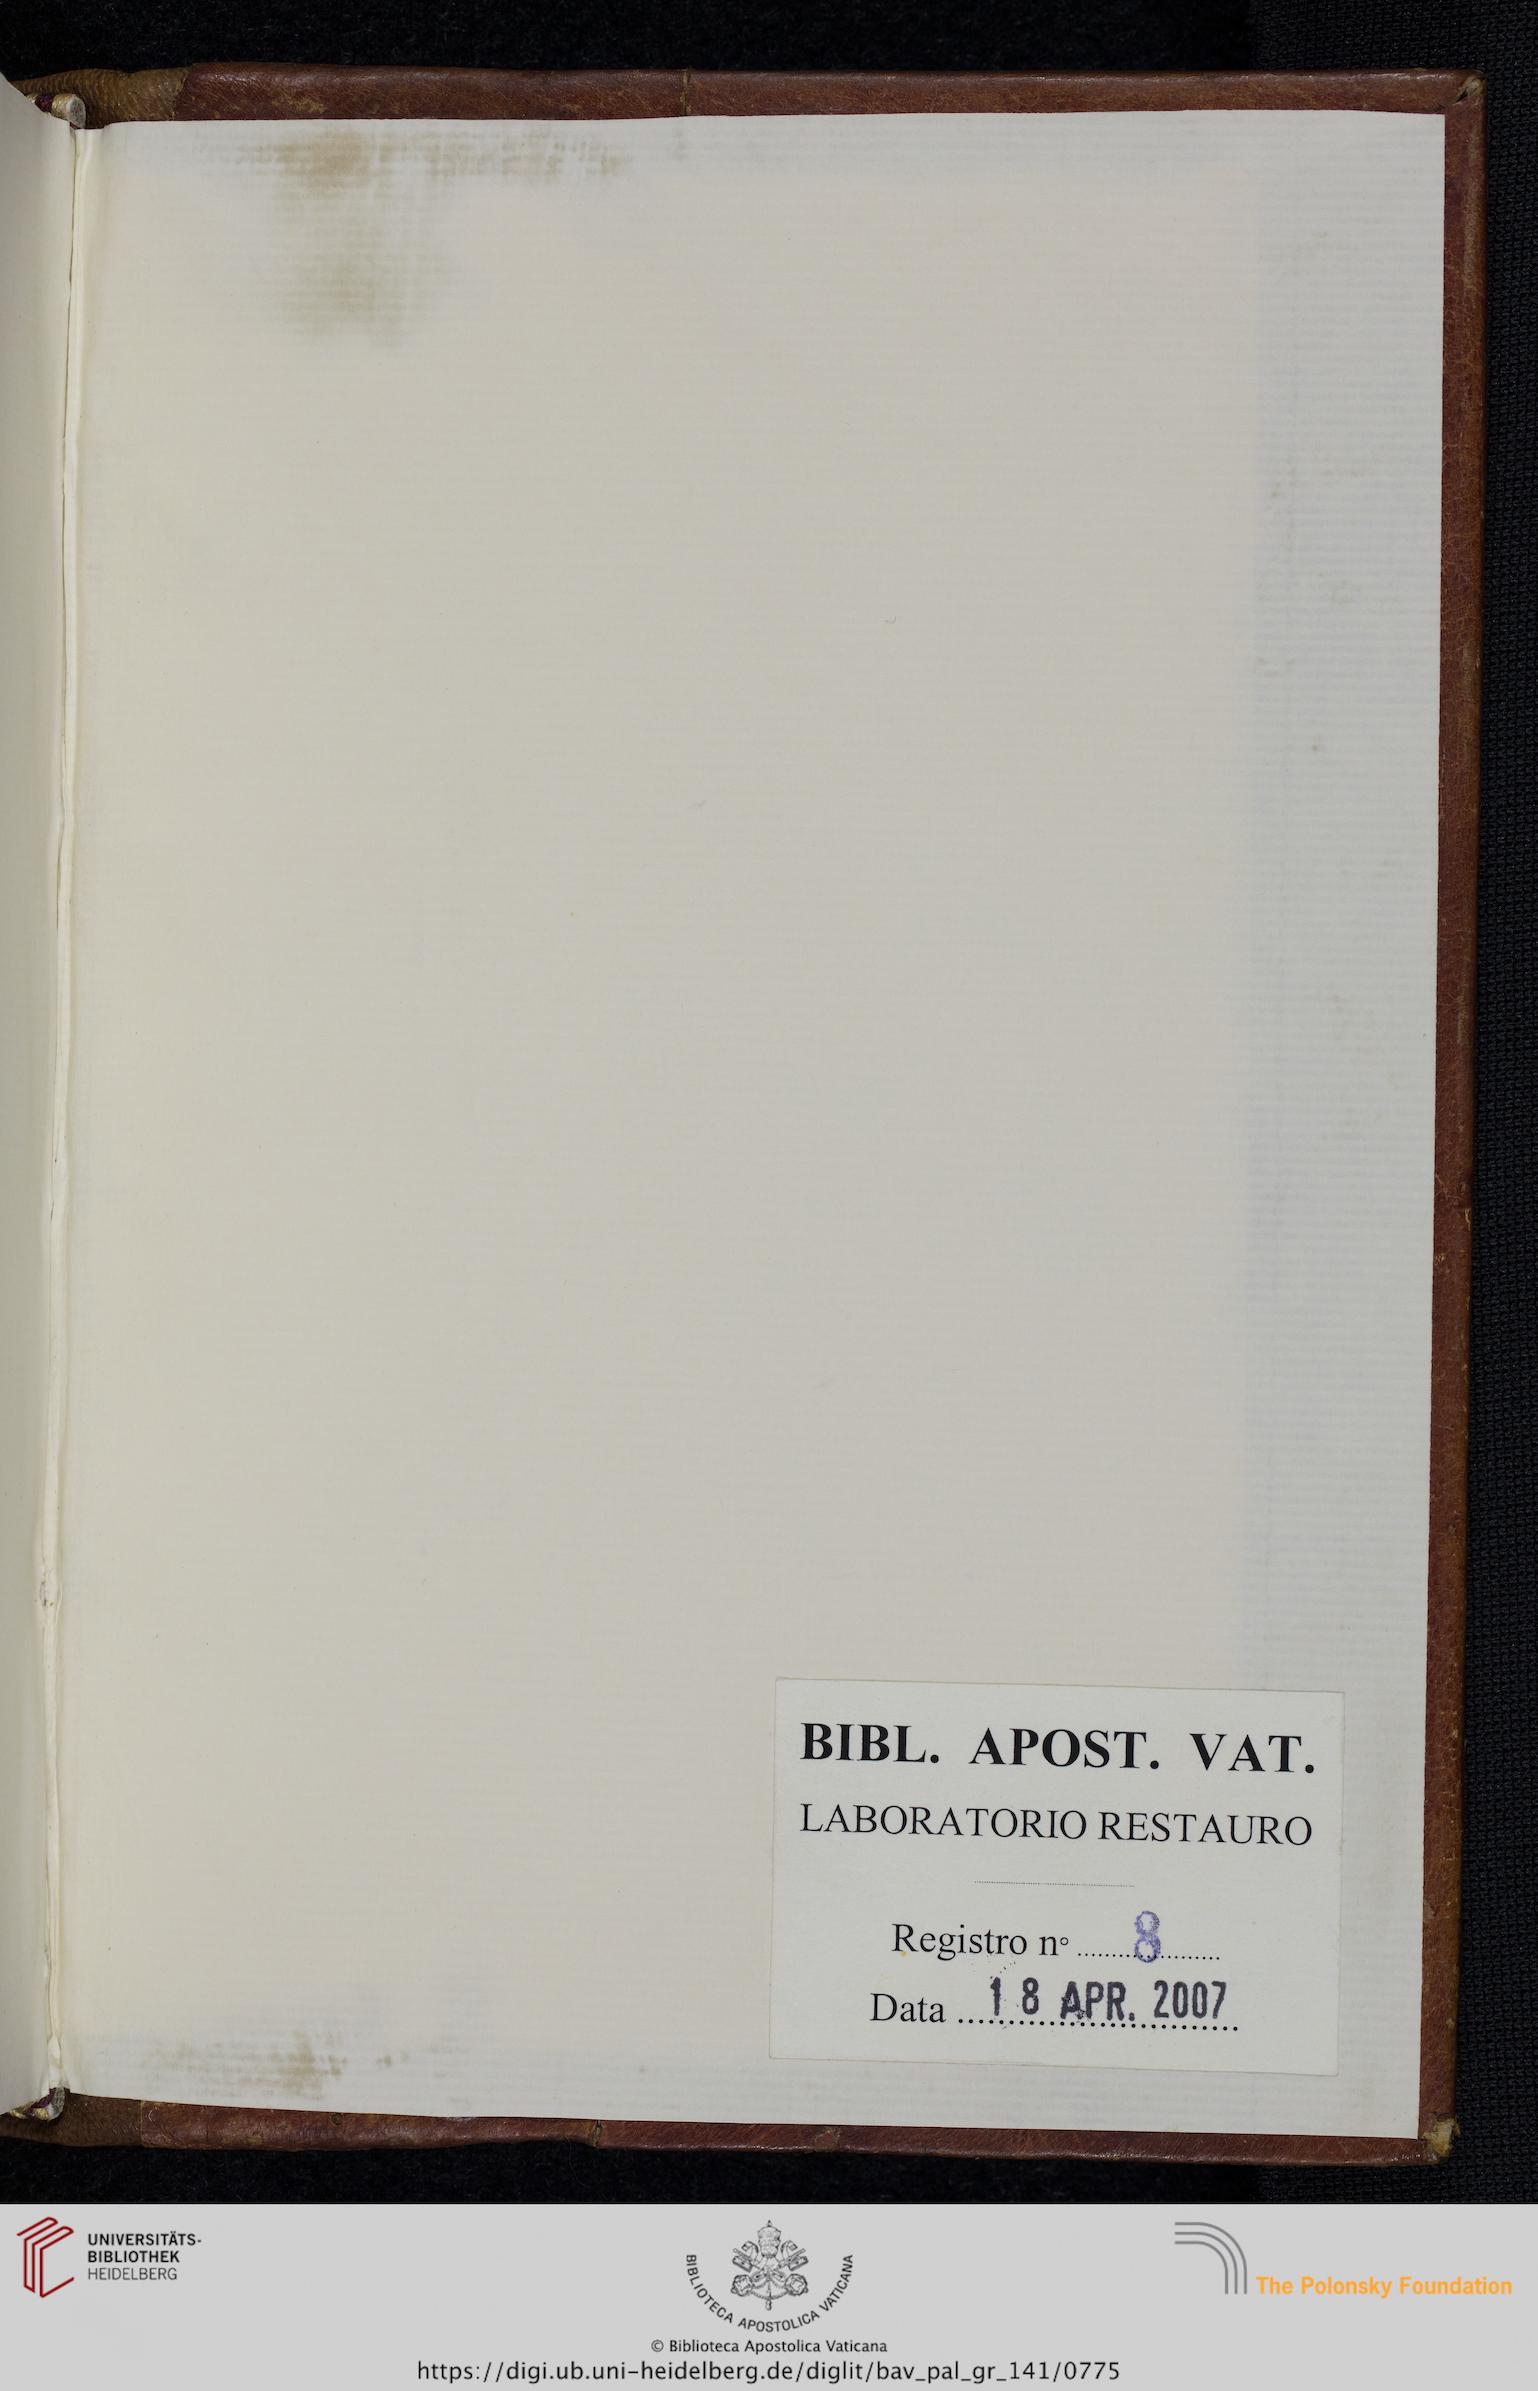 BIBL. APOST. VAT.
LABORATORIO RESTAURO
Registro n° 8
Data 18 APR. 2007
UNIVERSITÄTS-
BIBLIOTHEK
HEIDELBERG
BIBLIOTECA APOSTOLICA VATICANA
© Biblioteca Apostolica Vaticana
https://digi.ub.uni-heidelberg.de/diglit/bav_pal_gr_141/0775
The Polonsky Foundation